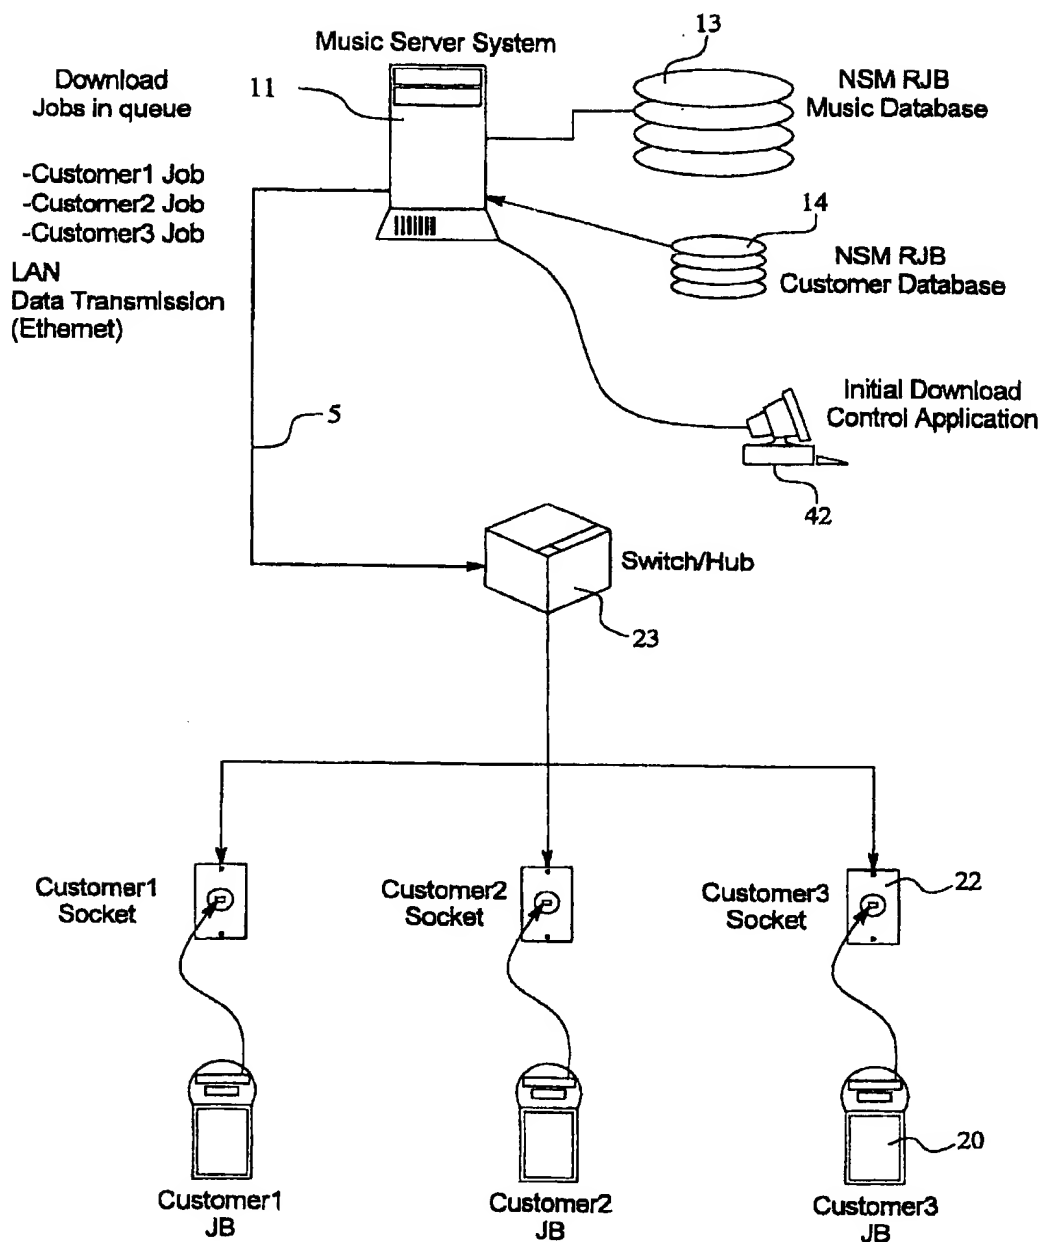 Music Server System
13
Download
Jobs in queue
11
NSM RJB
Music Database
-Customer1 Job
-Customer2 Job
-Customer3 Job
14
NSM RJB
Customer Database
LAN
Data Transmission
(Ethernet)
Initial Download
Control Application
5
42
Switch/Hub
23
Customer1
Socket
Customer2
Socket
Customer3
Socket
22
20
Customer1
JB
Customer2
JB
Customer3
JB